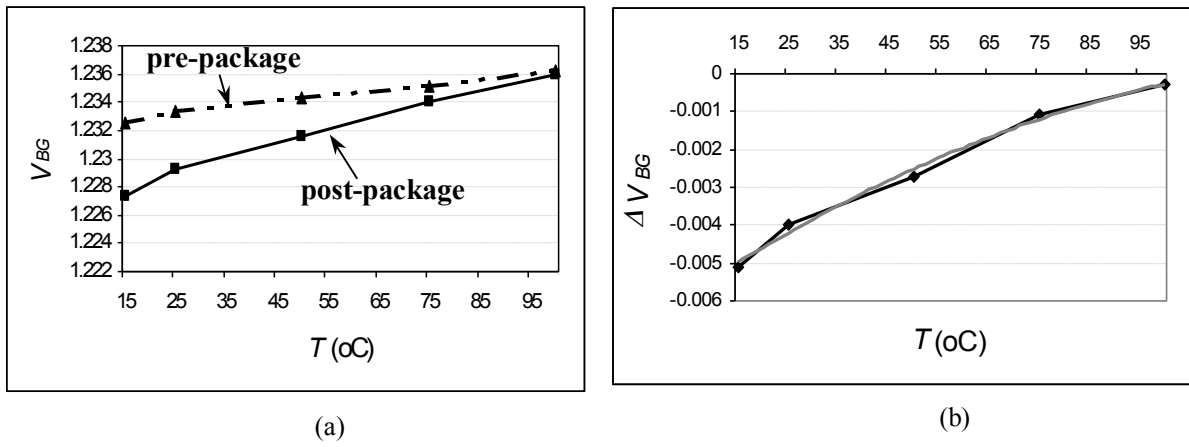 1.238
1.236
1.234
1.232
1.23
1.228
1.226
1.224
1.222
V BG
pre-package
post-package
15 25 35 45 55 65 75 85 95
T (oC)
(a)
15 25 35 45 55 65 75 85 95
0
-0.001
-0.002
-0.003
-0.004
-0.005
-0.006
Δ V BG
T (oC)
(b)